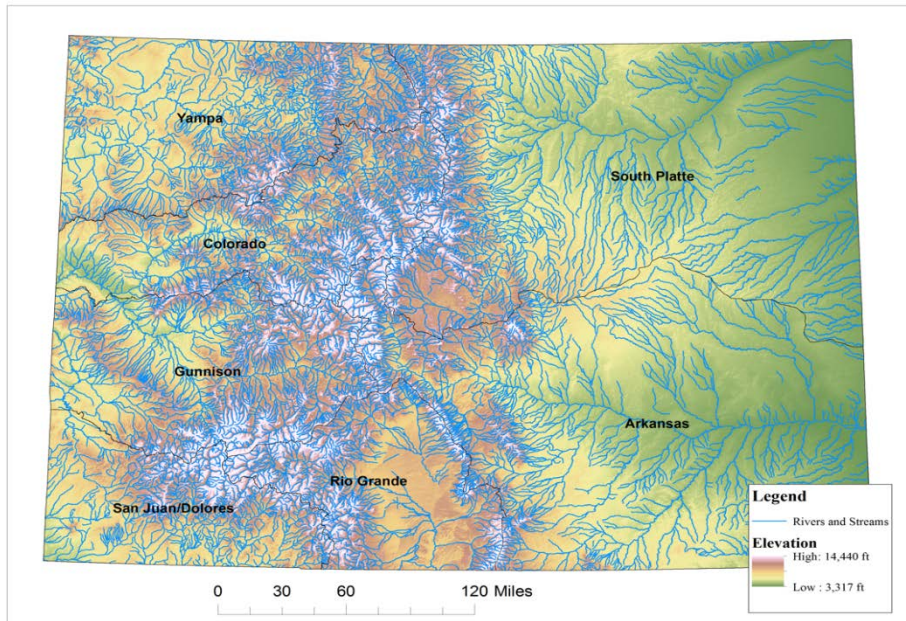 Yampa
South Platte
Colorado
Gunnison
Arkansas
Rio Grande
San Juan/Dolores
Legend
Rivers and Streams
Elevation
High: 14,440 ft
Low : 3,317 ft
0 30 60 120 Miles